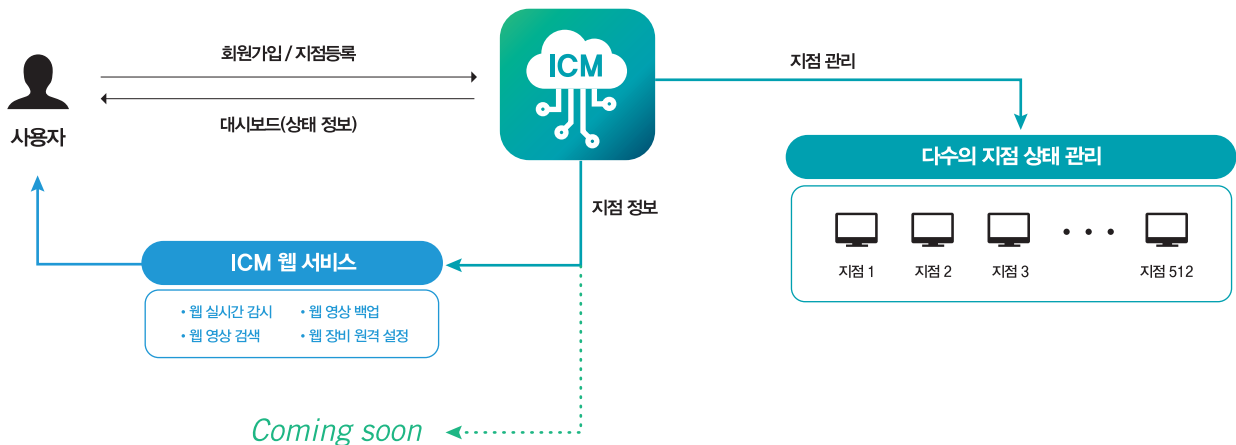 회원가입 / 지점등록
ICM
지점 관리
대시보드(상태 정보)
사용자
다수의 지점 상태 관리
지점 정보
지점 1
지점 2
지점 3
• • •
지점 512
ICM 웹 서비스
• 웹 실시간 감시 • 웹 영상 백업
• 웹 영상 검색 • 웹 장비 원격 설정
Coming soon